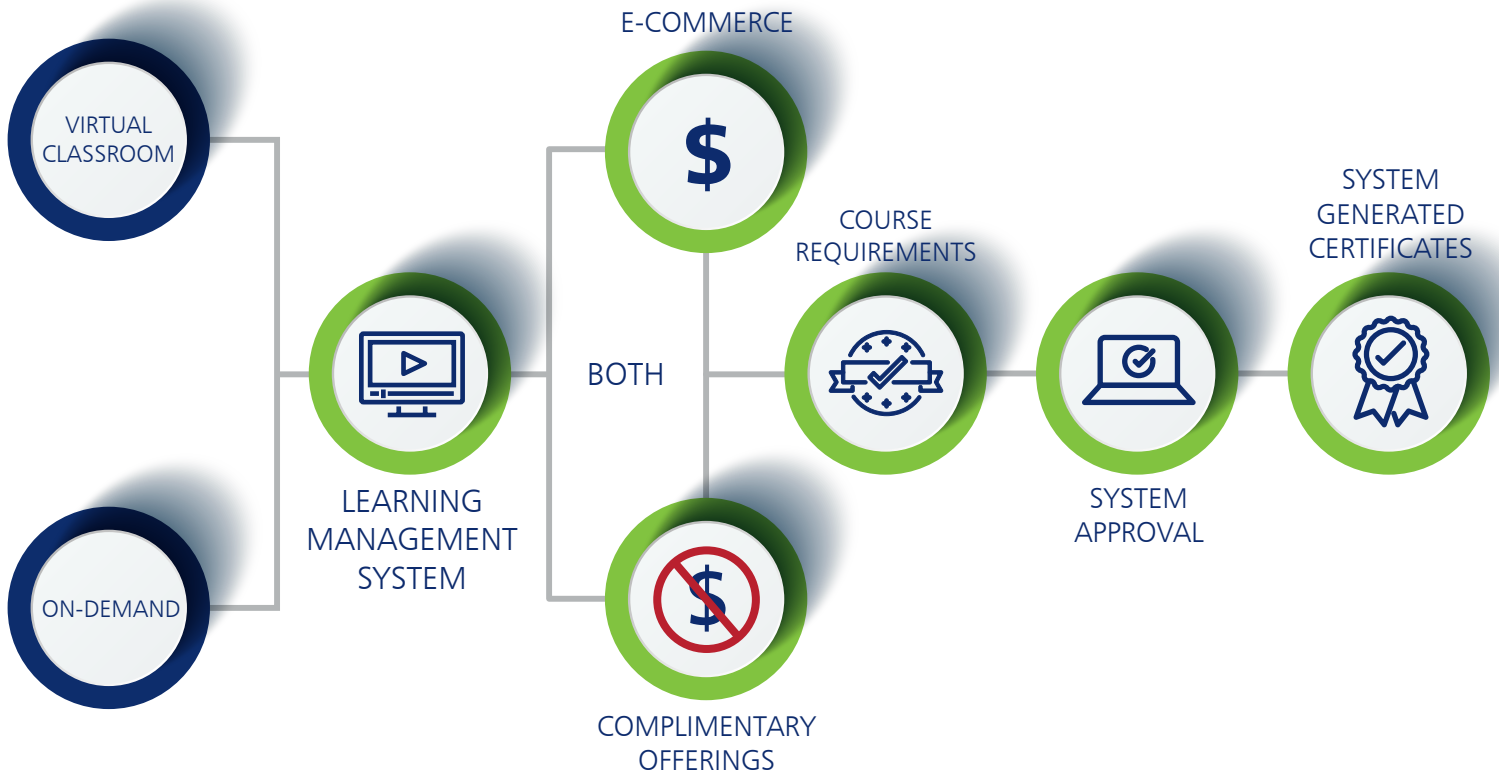 VIRTUAL
CLASSROOM
ON-DEMAND
LEARNING
MANAGEMENT
SYSTEM
E-COMMERCE
$
BOTH
$
COMPLIMENTARY
OFFERINGS
COURSE
REQUIREMENTS
SYSTEM
APPROVAL
SYSTEM
GENERATED
CERTIFICATES